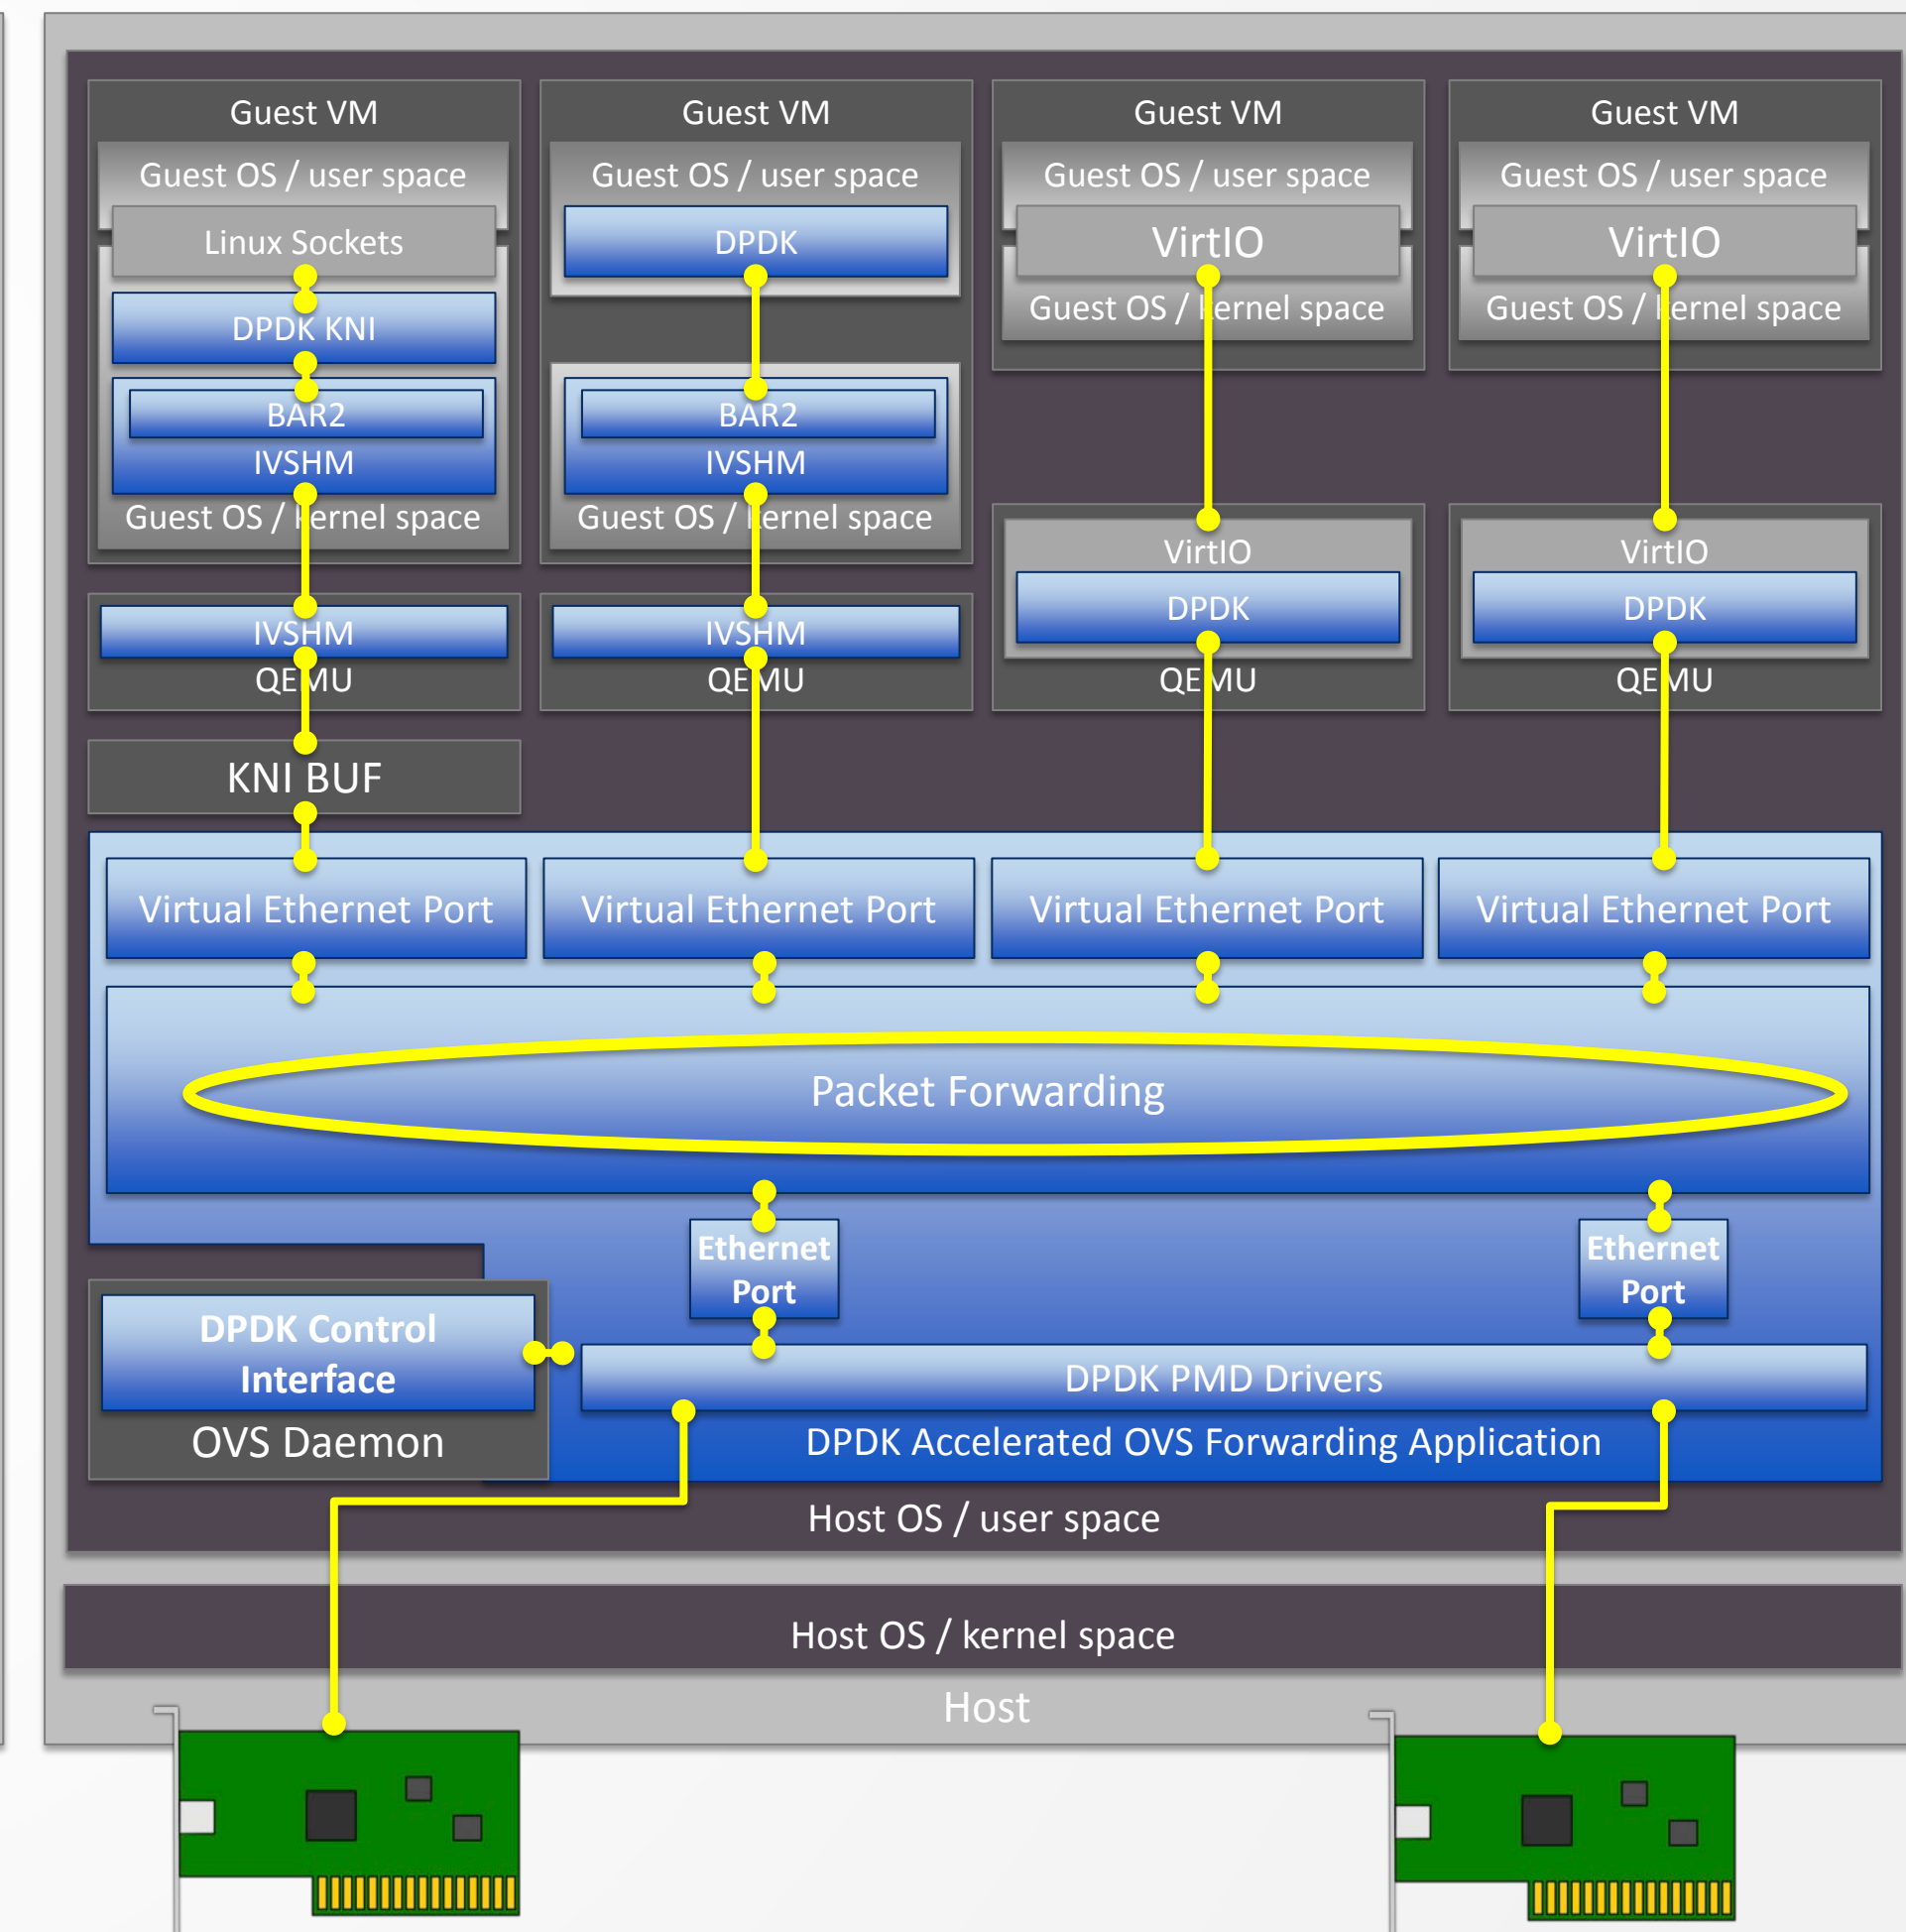 Guest VM
Guest OS / user space
Linux Sockets
DPDK KNI
BAR2
IVSHM
Guest OS / kernel space
IVSHM
QEMU
KNI BUF
Guest VM
Guest OS / user space
DPDK
BAR2
IVSHM
Guest OS / kernel space
IVSHM
QEMU
Guest VM
Guest OS / user space
VirtIO
Guest OS / kernel space
VirtIO
DPDK
QEMU
Guest VM
Guest OS / user space
VirtIO
Guest OS / kernel space
VirtIO
DPDK
QEMU
Virtual Ethernet Port
Virtual Ethernet Port
Virtual Ethernet Port
Virtual Ethernet Port
Packet Forwarding
Ethernet
Port
Ethernet
Port
DPDK Control
Interface
OVS Daemon
DPDK PMD Drivers
DPDK Accelerated OVS Forwarding Application
Host OS / user space
Host OS / kernel space
Host